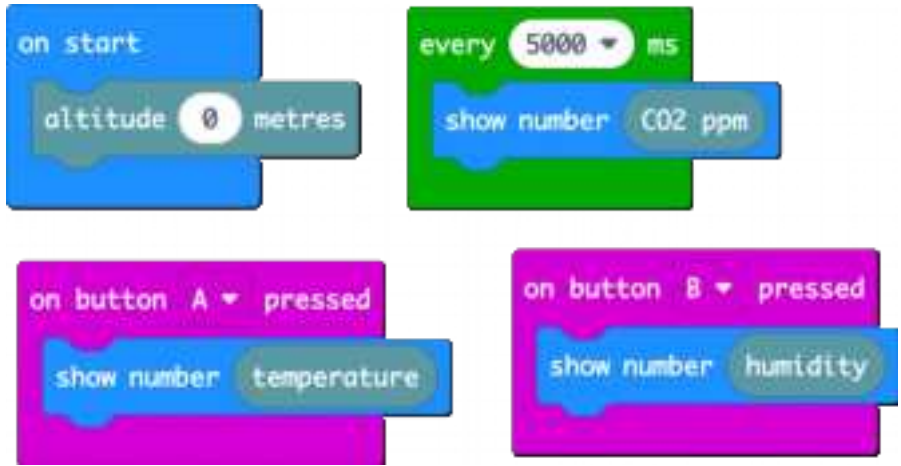 on start
altitude 0 metres
every 5000 ms
show number CO2 ppm
on button A pressed
show number temperature
on button B pressed
show number humidity